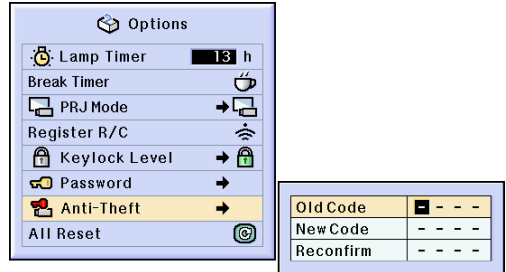 Options
Lamp Timer 13 h
Break Timer
PRJ Mode
Register R/C
Keylock Level
Password
Anti-Theft
All Reset
Old Code - - - -
New Code - - - -
Reconfirm - - - -